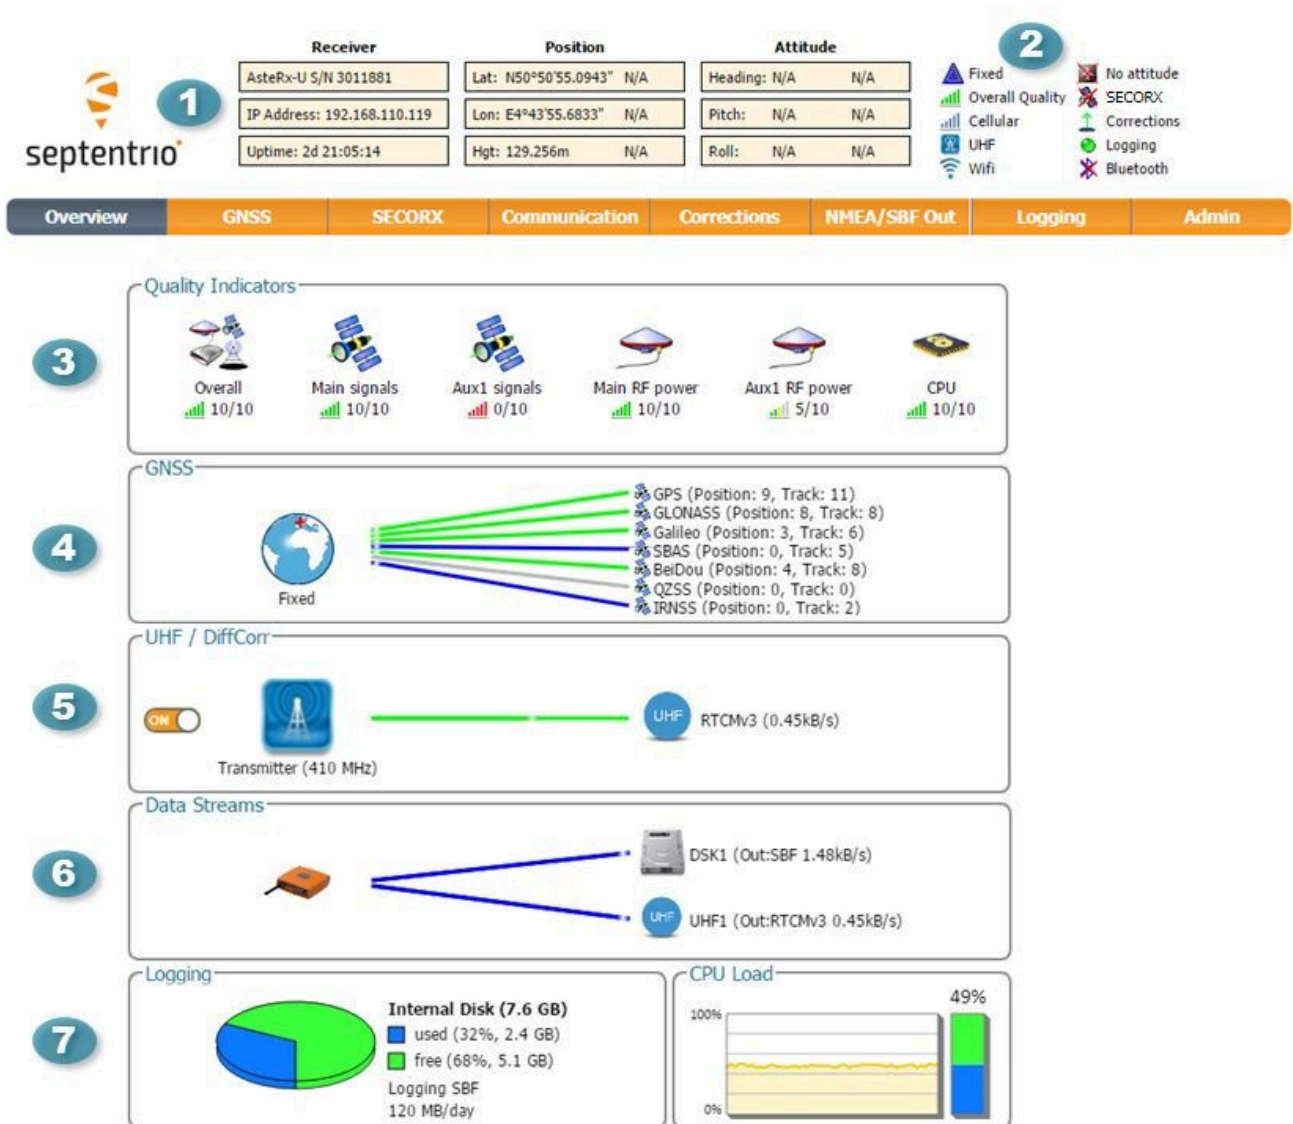 Receiver
Position
Attitude
2
1
septentrio
AsteRx-U S/N 3011881
IP Address: 192.168.110.119
Uptime: 2d 21:05:14
Lat: N50°50'55.0943" N/A
Lon: E4°43'55.6833" N/A
Hgt: 129.256m N/A
Heading: N/A N/A
Pitch: N/A N/A
Roll: N/A N/A
Fixed
Overall Quality
Cellular
UHF
Wifi
No attitude
SECORX
Corrections
Logging
Bluetooth
Overview GNSS SECORX Communication Corrections NMEA/SBF Out Logging Admin
3
Quality Indicators
Overall Main signals Aux1 signals Main RF power Aux1 RF power CPU
10/10 10/10 0/10 10/10 5/10 10/10
4
GNSS
Fixed
GPS (Position: 9, Track: 11)
GLONASS (Position: 8, Track: 8)
Galileo (Position: 3, Track: 6)
SBAS (Position: 0, Track: 5)
BeiDou (Position: 4, Track: 8)
QZSS (Position: 0, Track: 0)
IRNSS (Position: 0, Track: 2)
5
UHF / DiffCorr
ON
Transmitter (410 MHz)
UHF
RTCMv3 (0.45kB/s)
6
Data Streams
DSK1 (Out:SBF 1.48kB/s)
UHF
UHF1 (Out:RTCMv3 0.45kB/s)
7
Logging
Internal Disk (7.6 GB)
used (32%, 2.4 GB)
free (68%, 5.1 GB)
Logging SBF
120 MB/day
CPU Load
49%
100%
0%